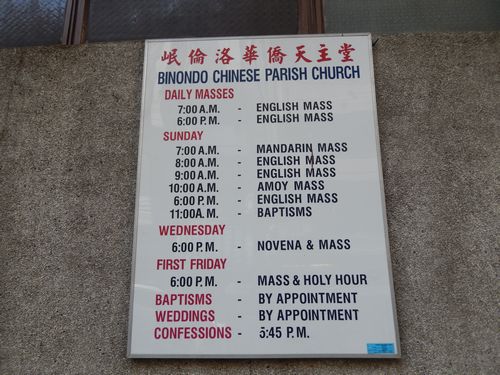 岷倫洛華僑天主堂
BINONDO CHINESE PARISH CHURCH
DAILY MASSES
7:00 A.M. - ENGLISH MASS
6:00 P.M. - ENGLISH MASS
SUNDAY
7:00 A.M. - MANDARIN MASS
8:00 A.M. - ENGLISH MASS
9:00 A.M. - ENGLISH MASS
10:00 A.M. - AMOY MASS
6:00 P.M. - ENGLISH MASS
11:00 A.M. - BAPTISMS
WEDNESDAY
6:00 P.M. - NOVENA & MASS
FIRST FRIDAY
6:00 P.M. - MASS & HOLY HOUR
BAPTISMS - BY APPOINTMENT
WEDDINGS - BY APPOINTMENT
CONFESSIONS - 5:45 P.M.